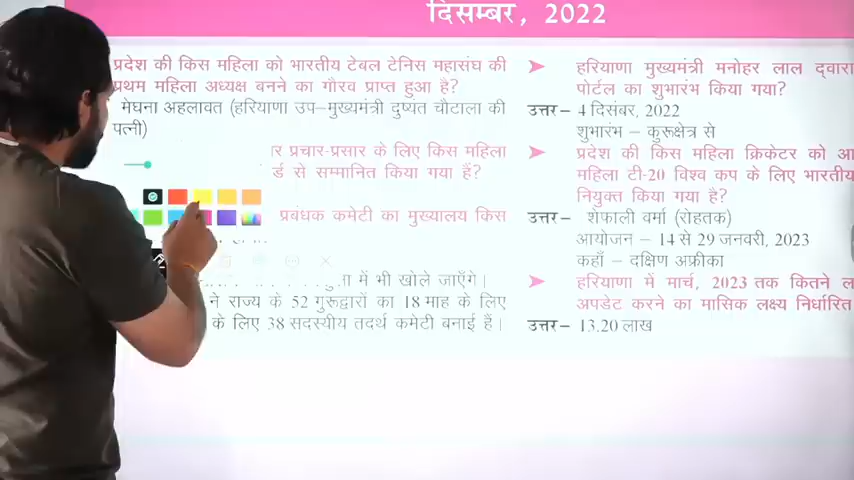 दिसम्बर, 2022
प्रदेश की किस महिला को भारतीय टेबल टेनिस महासंघ की
प्रथम महिला अध्यक्ष बनने का गौरव प्राप्त हुआ है?
मेघना अहलावत (हरियाणा उप–मुख्यमंत्री दुष्यंत चौटाला की
पत्नी)
प्रचार-प्रसार के लिए किस महिला
से सम्मानित किया गया हैं?
प्रबंधक कमेटी का मुख्यालय किस
में भी खोले जाएँगे।
ने राज्य के 52 गुरूद्वारों का 18 माह के लिए
के लिए 38 सदस्यीय तदर्थ कमेटी बनाई हैं।
➤ हरियाणा मुख्यमंत्री मनोहर लाल द्वारा
पोर्टल का शुभारंभ किया गया?
उत्तर– 4 दिसंबर, 2022
शुभारंभ – कुरूक्षेत्र से
➤ प्रदेश की किस महिला क्रिकेटर को
महिला टी-20 विश्व कप के लिए भारतीय
नियुक्त किया गया है?
उत्तर– शेफाली वर्मा (रोहतक)
आयोजन – 14 से 29 जनवरी, 2023
कहाँ – दक्षिण अफ्रीका
➤ हरियाणा में मार्च, 2023 तक कितने
अपडेट करने का मासिक लक्ष्य निर्धारित
उत्तर– 13.20 लाख